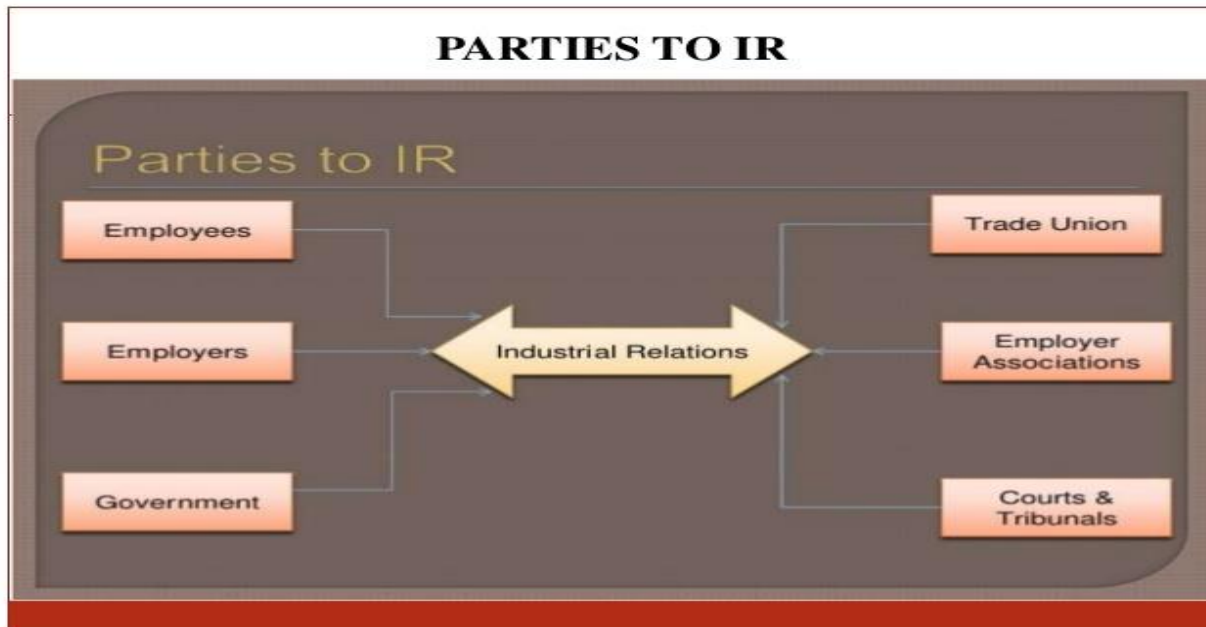 PARTIES TO IR
Parties to IR
Employees
Employers
Government
Industrial Relations
Trade Union
Employer
Associations
Courts &
Tribunals